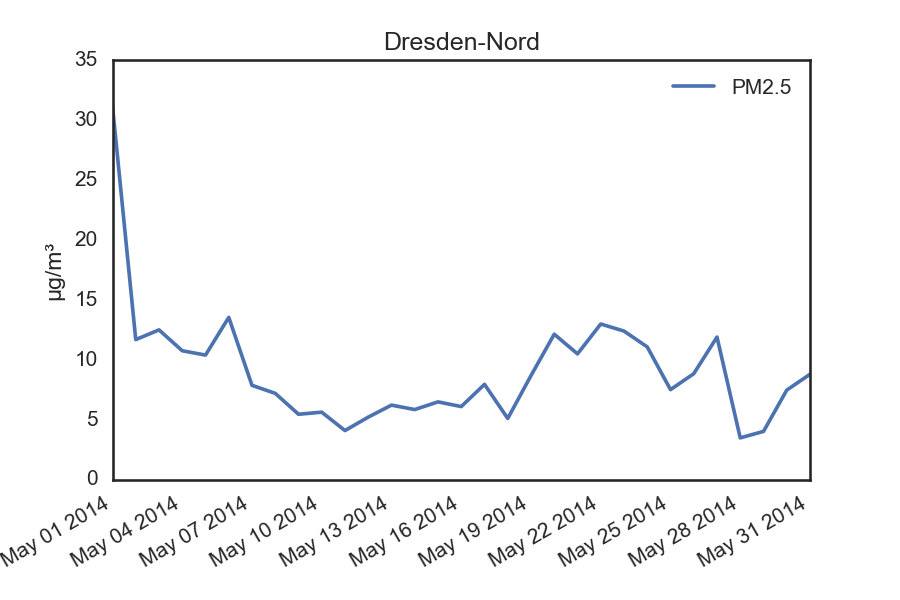 Dresden-Nord
PM2.5
µg/m³
35
30
25
20
15
10
5
0
May 01 2014
May 04 2014
May 07 2014
May 10 2014
May 13 2014
May 16 2014
May 19 2014
May 22 2014
May 25 2014
May 28 2014
May 31 2014